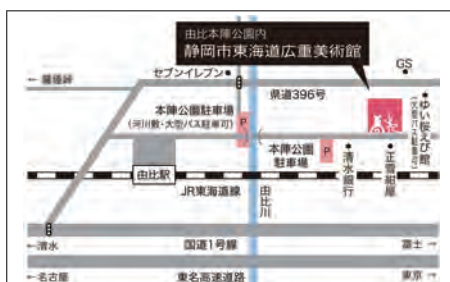 由比本陣公園内
静岡市東海道広重美術館
セブンイレブン
GS
← 薩埵峠
県道396号
本陣公園駐車場
(河川敷・大型バス駐車可)
P
P
本陣公園
駐車場
ゆい桜えび館
(大型バス駐車可)
正雪紺屋
清水銀行
由比駅
JR東海道線
由比川
←清水
国道1号線
富士→
←名古屋
東名高速道路
東京→